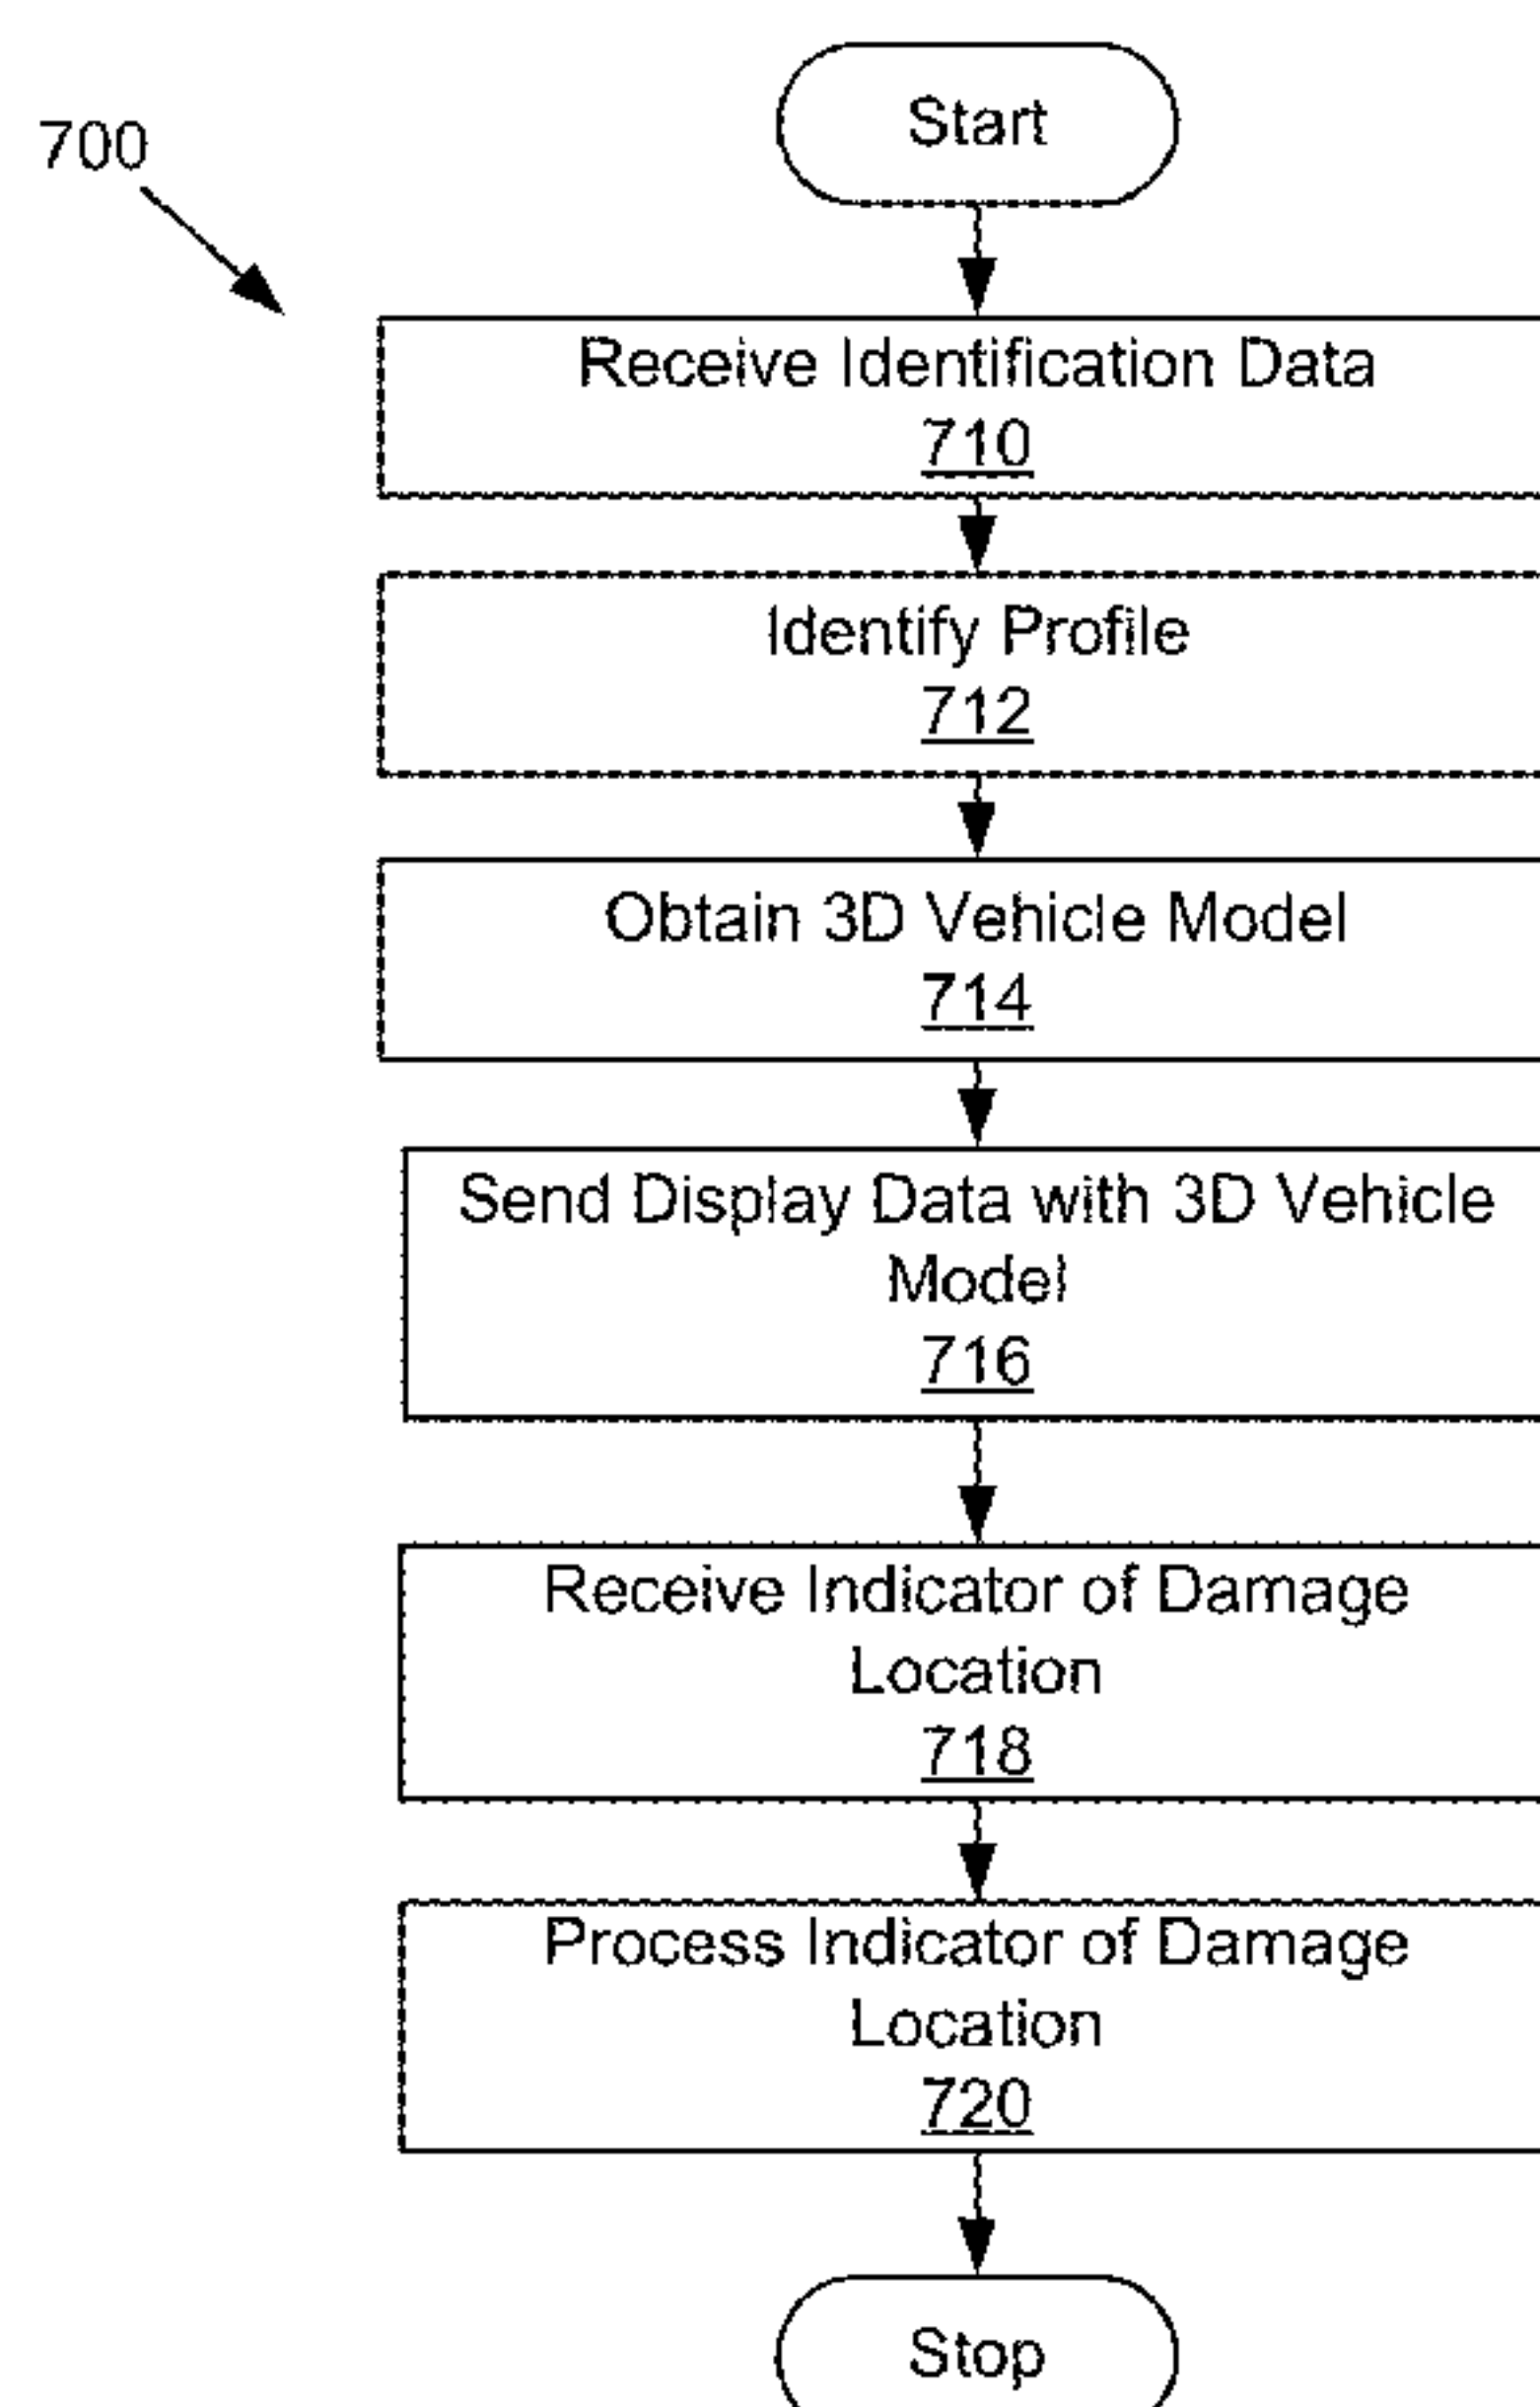 Start
700
Receive Identification Data
710
Identify Profile
712
Obtain 3D Vehicle Model
714
Send Display Data with 3D Vehicle
Model
716
Receive Indicator of Damage
Location
718
Process Indicator of Damage
Location
720
Stop